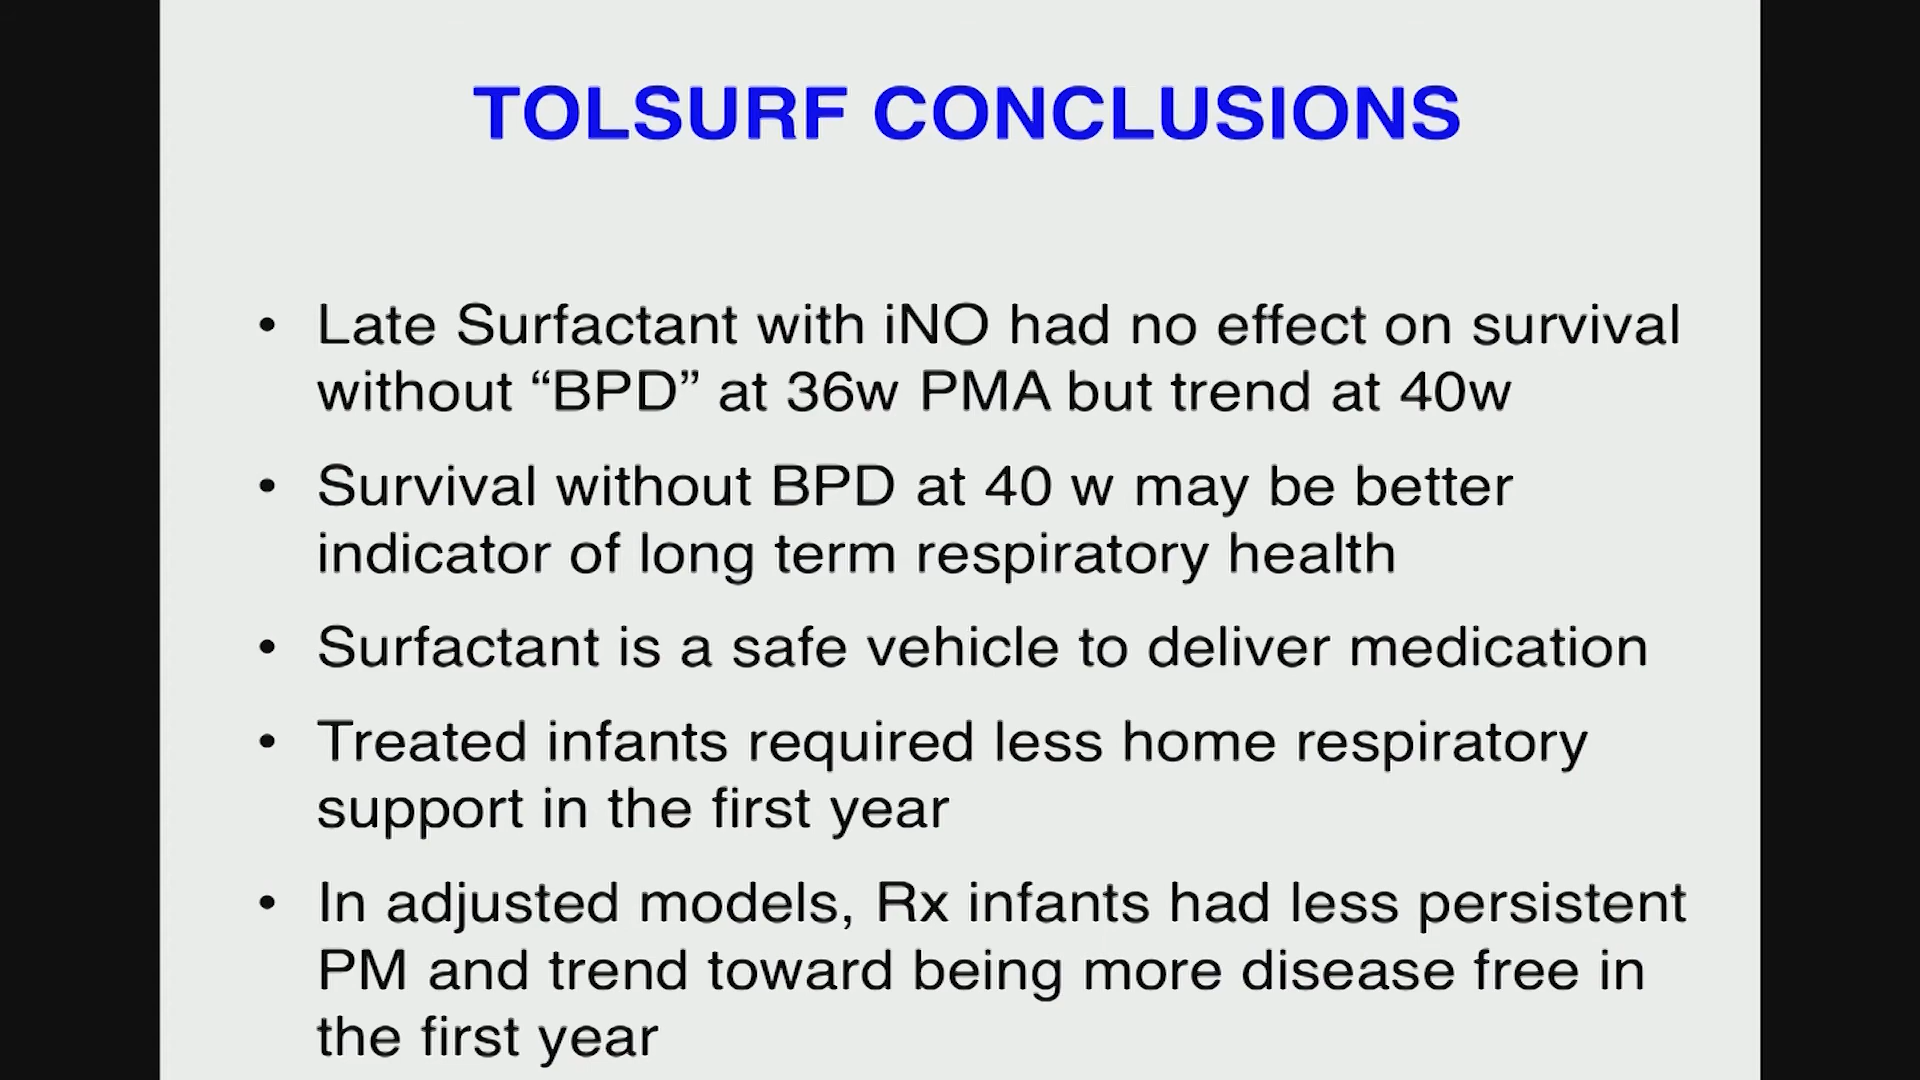 TOLSURF CONCLUSIONS
• Late Surfactant with iNO had no effect on survival
without “BPD” at 36w PMA but trend at 40w
• Survival without BPD at 40 w may be better
indicator of long term respiratory health
• Surfactant is a safe vehicle to deliver medication
• Treated infants required less home respiratory
support in the first year
• In adjusted models, Rx infants had less persistent
PM and trend toward being more disease free in
the first year